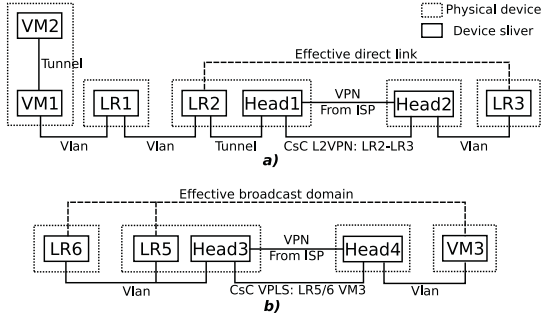 Physical device
Device sliver
VM2
Tunnel
Effective direct link
VM1
LR1
LR2
Head1
VPN
From ISP
Head2
LR3
Vlan
Vlan
Tunnel
CsC L2VPN: LR2-LR3
Vlan
a)
Effective broadcast domain
LR6
LR5
Head3
VPN
From ISP
Head4
VM3
Vlan
CsC VPLS: LR5/6 VM3
Vlan
b)